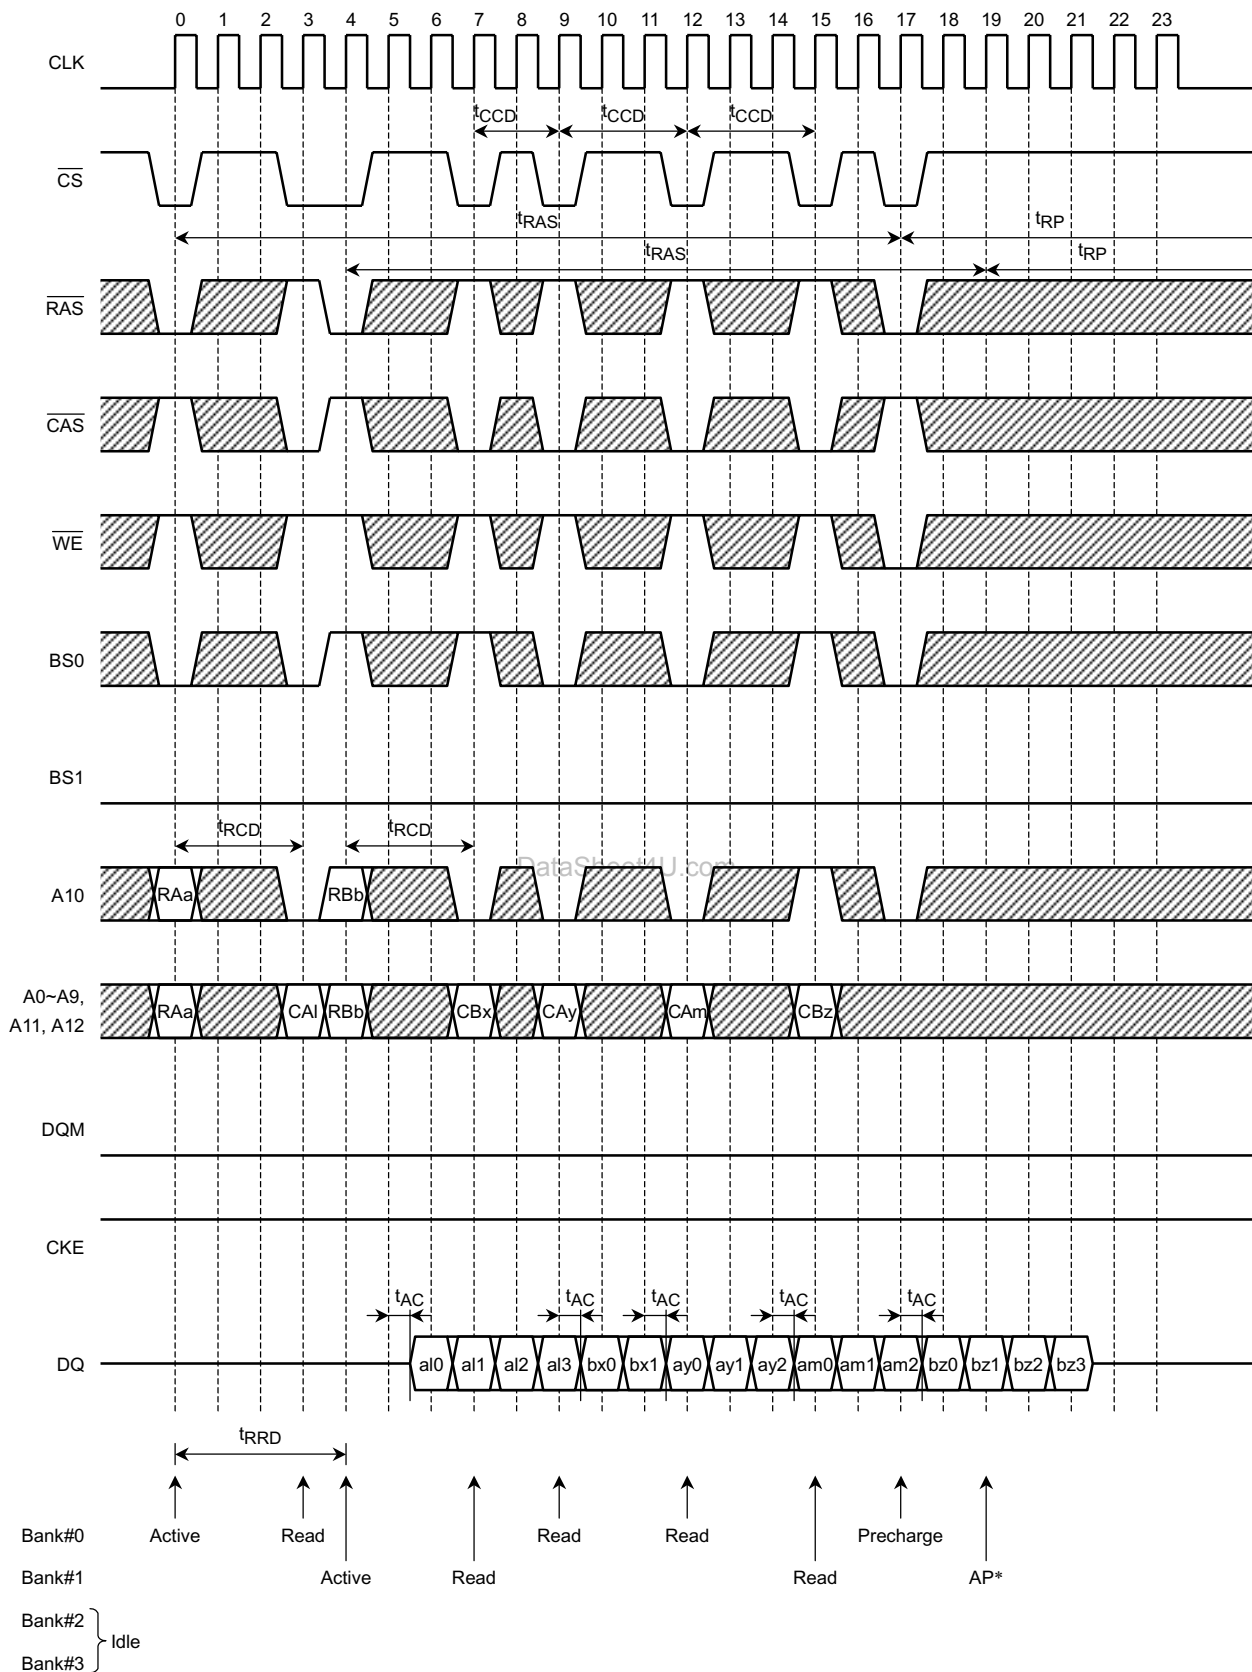 0 1 2 3 4 5 6 7 8 9 10 11 12 13 14 15 16 17 18 19 20 21 22 23
CLK
tCCD tCCD tCCD
CS
tRAS tRP
tRAS tRP
RAS
CAS
WE
BS0
BS1
tRCD tRCD
DataSheet4U.com
A10 RAa RBb
A0~A9,
A11, A12
RAa CAl RBb CBx CAy CAm CBz
DQM
CKE
tAC tAC tAC tAC tAC
DQ al0 al1 al2 al3 bx0 bx1 ay0 ay1 ay2 am0 am1 am2 bz0 bz1 bz2 bz3
tRRD
Bank#0 Active Read Read Read Precharge
Bank#1 Active Read Read AP*
Bank#2
Idle
Bank#3